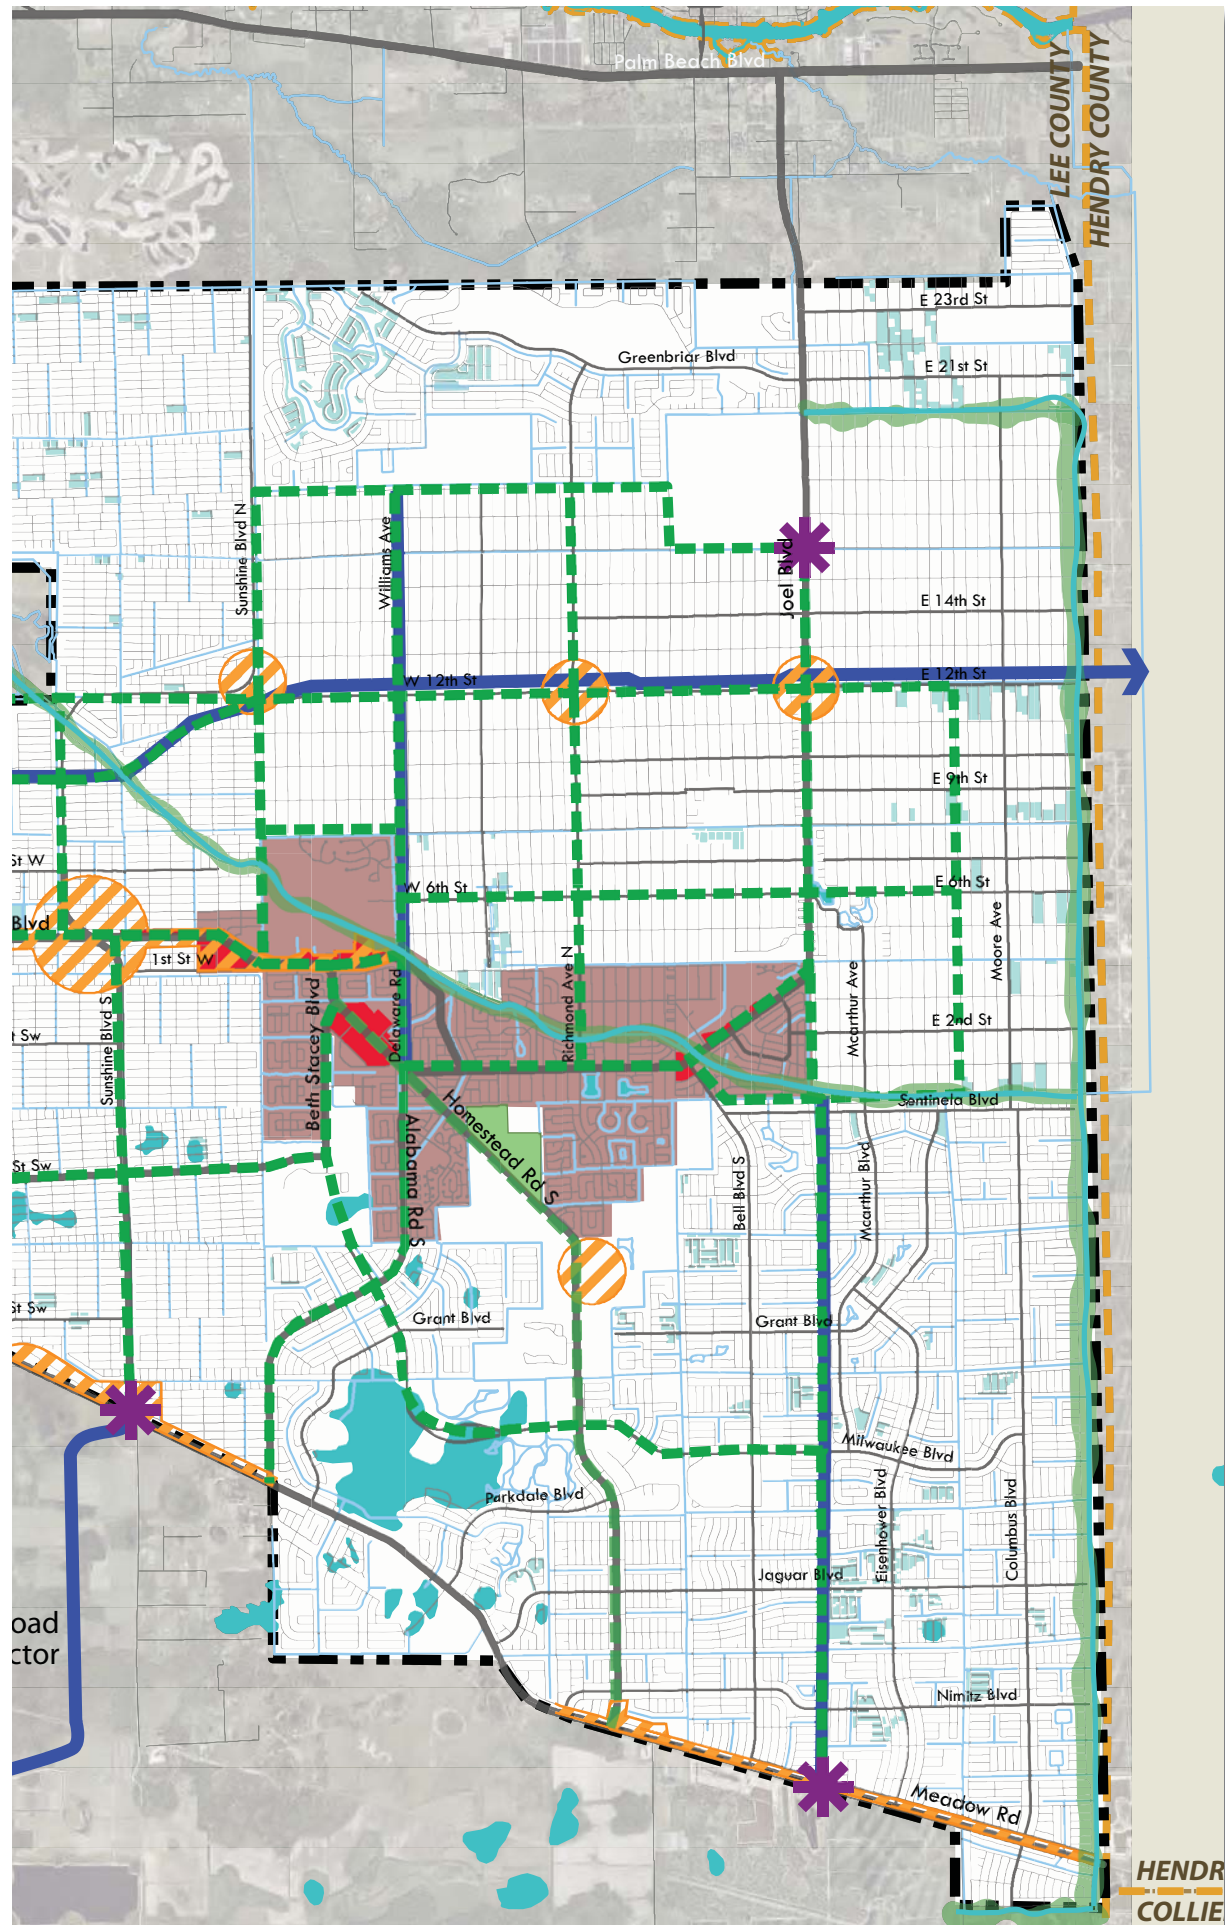 Palm Beach Blvd
LEE COUNTY
HENDRY COUNTY
E 23rd St
Greenbriar Blvd
E 21st St
Sunshine Blvd N
Williams Ave
Joel Blvd
E 14th St
W 12th St
E 12th St
E 9th St
St W
W 6th St
E 6th St
Blvd
1st St W
Moore Ave
Richmond Ave N
Mcarthur Ave
Delaware Rd
Beth Stacey Blvd
E 2nd St
t Sw
Sunshine Blvd S
Sentinela Blvd
Homestead Rd S
Alabama Rd S
St Sw
Bell Blvd S
Mcarthur Blvd
St Sw
Grant Blvd
Grant Blvd
Milwaukee Blvd
Parkdale Blvd
Eisenhower Blvd
Columbus Blvd
Jaguar Blvd
oad
ctor
Nimitz Blvd
Meadow Rd
HENDR
COLLIE